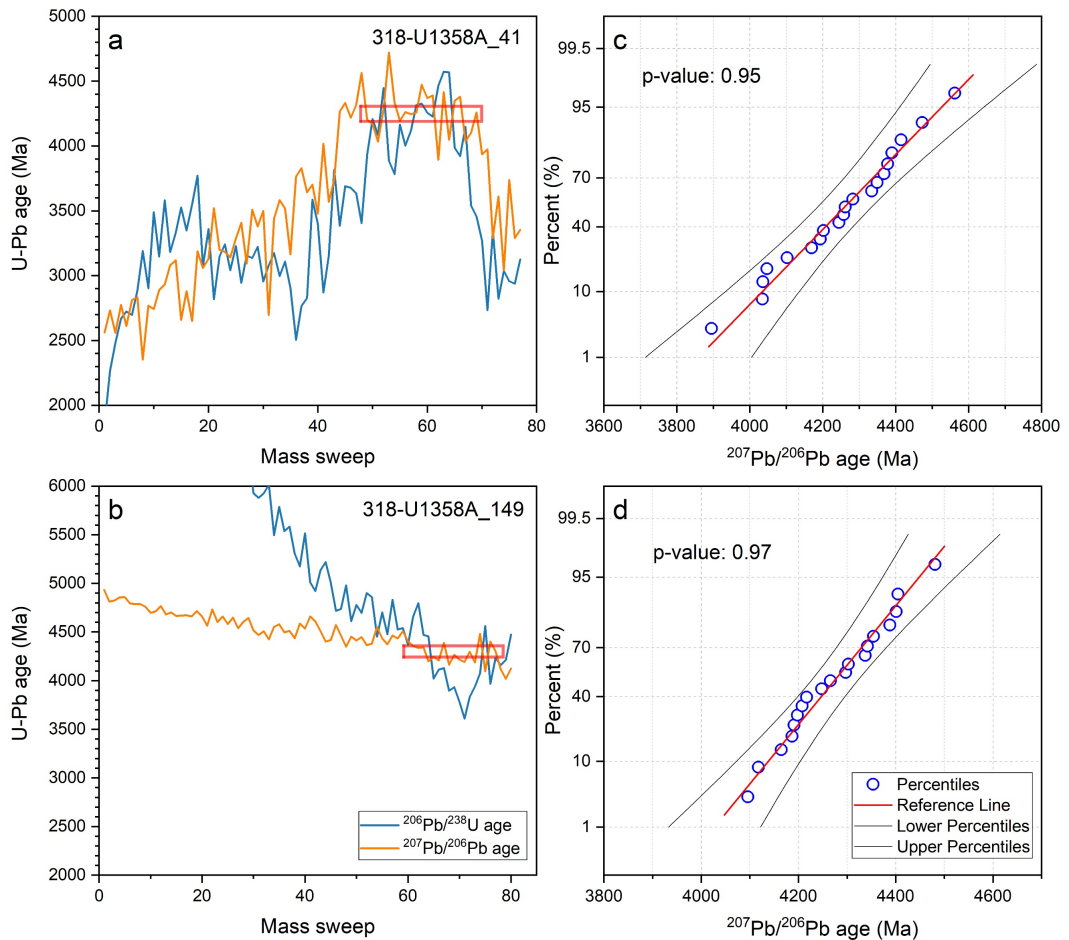 a
318-U1358A_41
5000
4500
4000
3500
3000
2500
2000
0 20 40 60 80
U-Pb age (Ma)
Mass sweep
c
p-value: 0.95
99.5
95
70
40
10
1
3600 3800 4000 4200 4400 4600 4800
Percent (%)
²⁰⁷Pb/²⁰⁶Pb age (Ma)
b
318-U1358A_149
6000
5500
5000
4500
4000
3500
3000
2500
2000
0 20 40 60 80
U-Pb age (Ma)
Mass sweep
²⁰⁶Pb/²³⁸U age
²⁰⁷Pb/²⁰⁶Pb age
d
p-value: 0.97
99.5
95
70
40
10
1
3800 4000 4200 4400 4600
Percent (%)
²⁰⁷Pb/²⁰⁶Pb age (Ma)
Percentiles
Reference Line
Lower Percentiles
Upper Percentiles